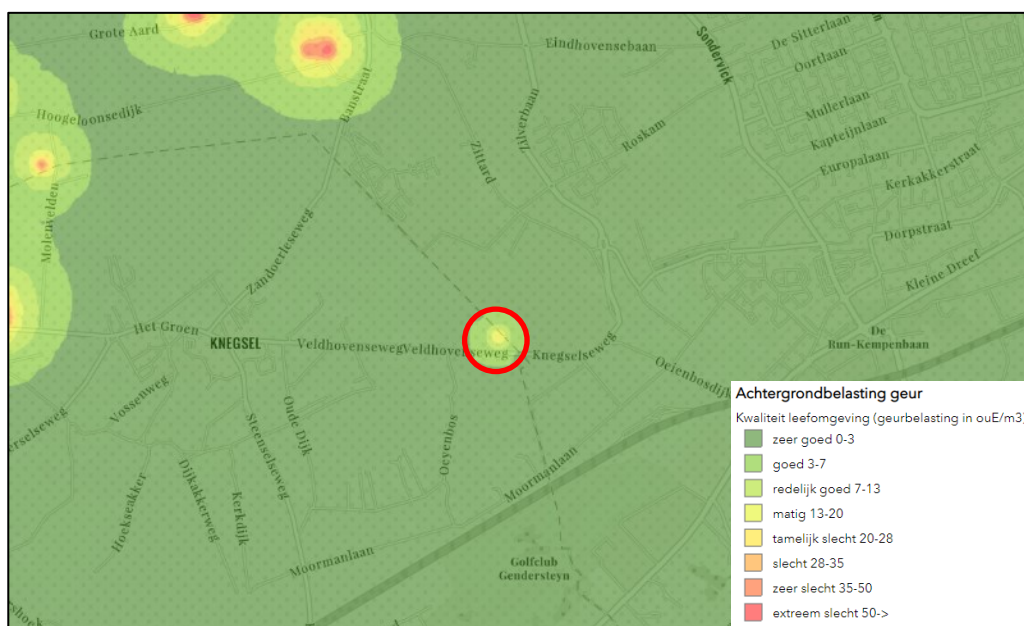 Grote Aard
Eindhovensebaan
Sondervick
De Sitterlaan
Oortlaan
Banstraat
Hoogeloonsedijk
Zilverbaan
Mullerlaan
Roskam
Kapteijnlaan
Zittard
Europalaan
Kerkakkerstraat
Molenvelden
Zandoerleseweg
Dorpstraat
Kleine Dreef
Het Groen
KNEGSEL
Veldhovenseweg
Veldhovenseweg
Knegselseweg
De
Run-Kempenbaan
Oeienbosdijk
Vossenweg
Oude Dijk
Steenselseweg
Oeyenbos
Moormanlaan
Hoekseakker
Dijkakkerweg
Kerkdijk
Moormanlaan
Golfclub
Gendersteyn
Achtergrondbelasting geur
Kwaliteit leefomgeving (geurbelasting in ouE/m3)
zeer goed 0-3
goed 3-7
redelijk goed 7-13
matig 13-20
tamelijk slecht 20-28
slecht 28-35
zeer slecht 35-50
extreem slecht 50->